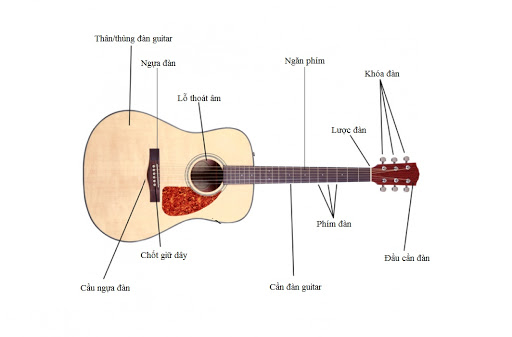 Thân/thùng đàn guitar
Ngựa đàn
Ngăn phím
Khóa đàn
Lỗ thoát âm
Lược đàn
Phím đàn
Chốt giữ dây
Đầu cần đàn
Cầu ngựa đàn
Cần đàn guitar